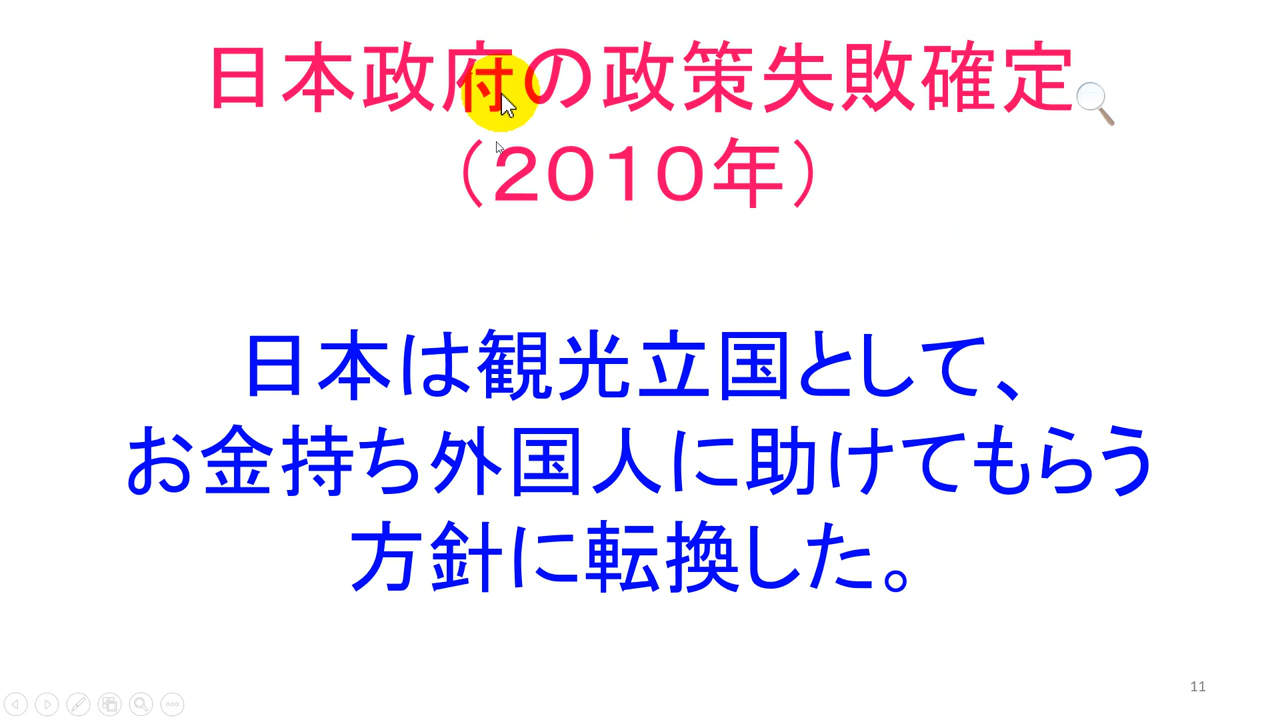 日本政府の政策失敗確定
（２０１０年）
日本は観光立国として、
お金持ち外国人に助けてもらう
方針に転換した。
11